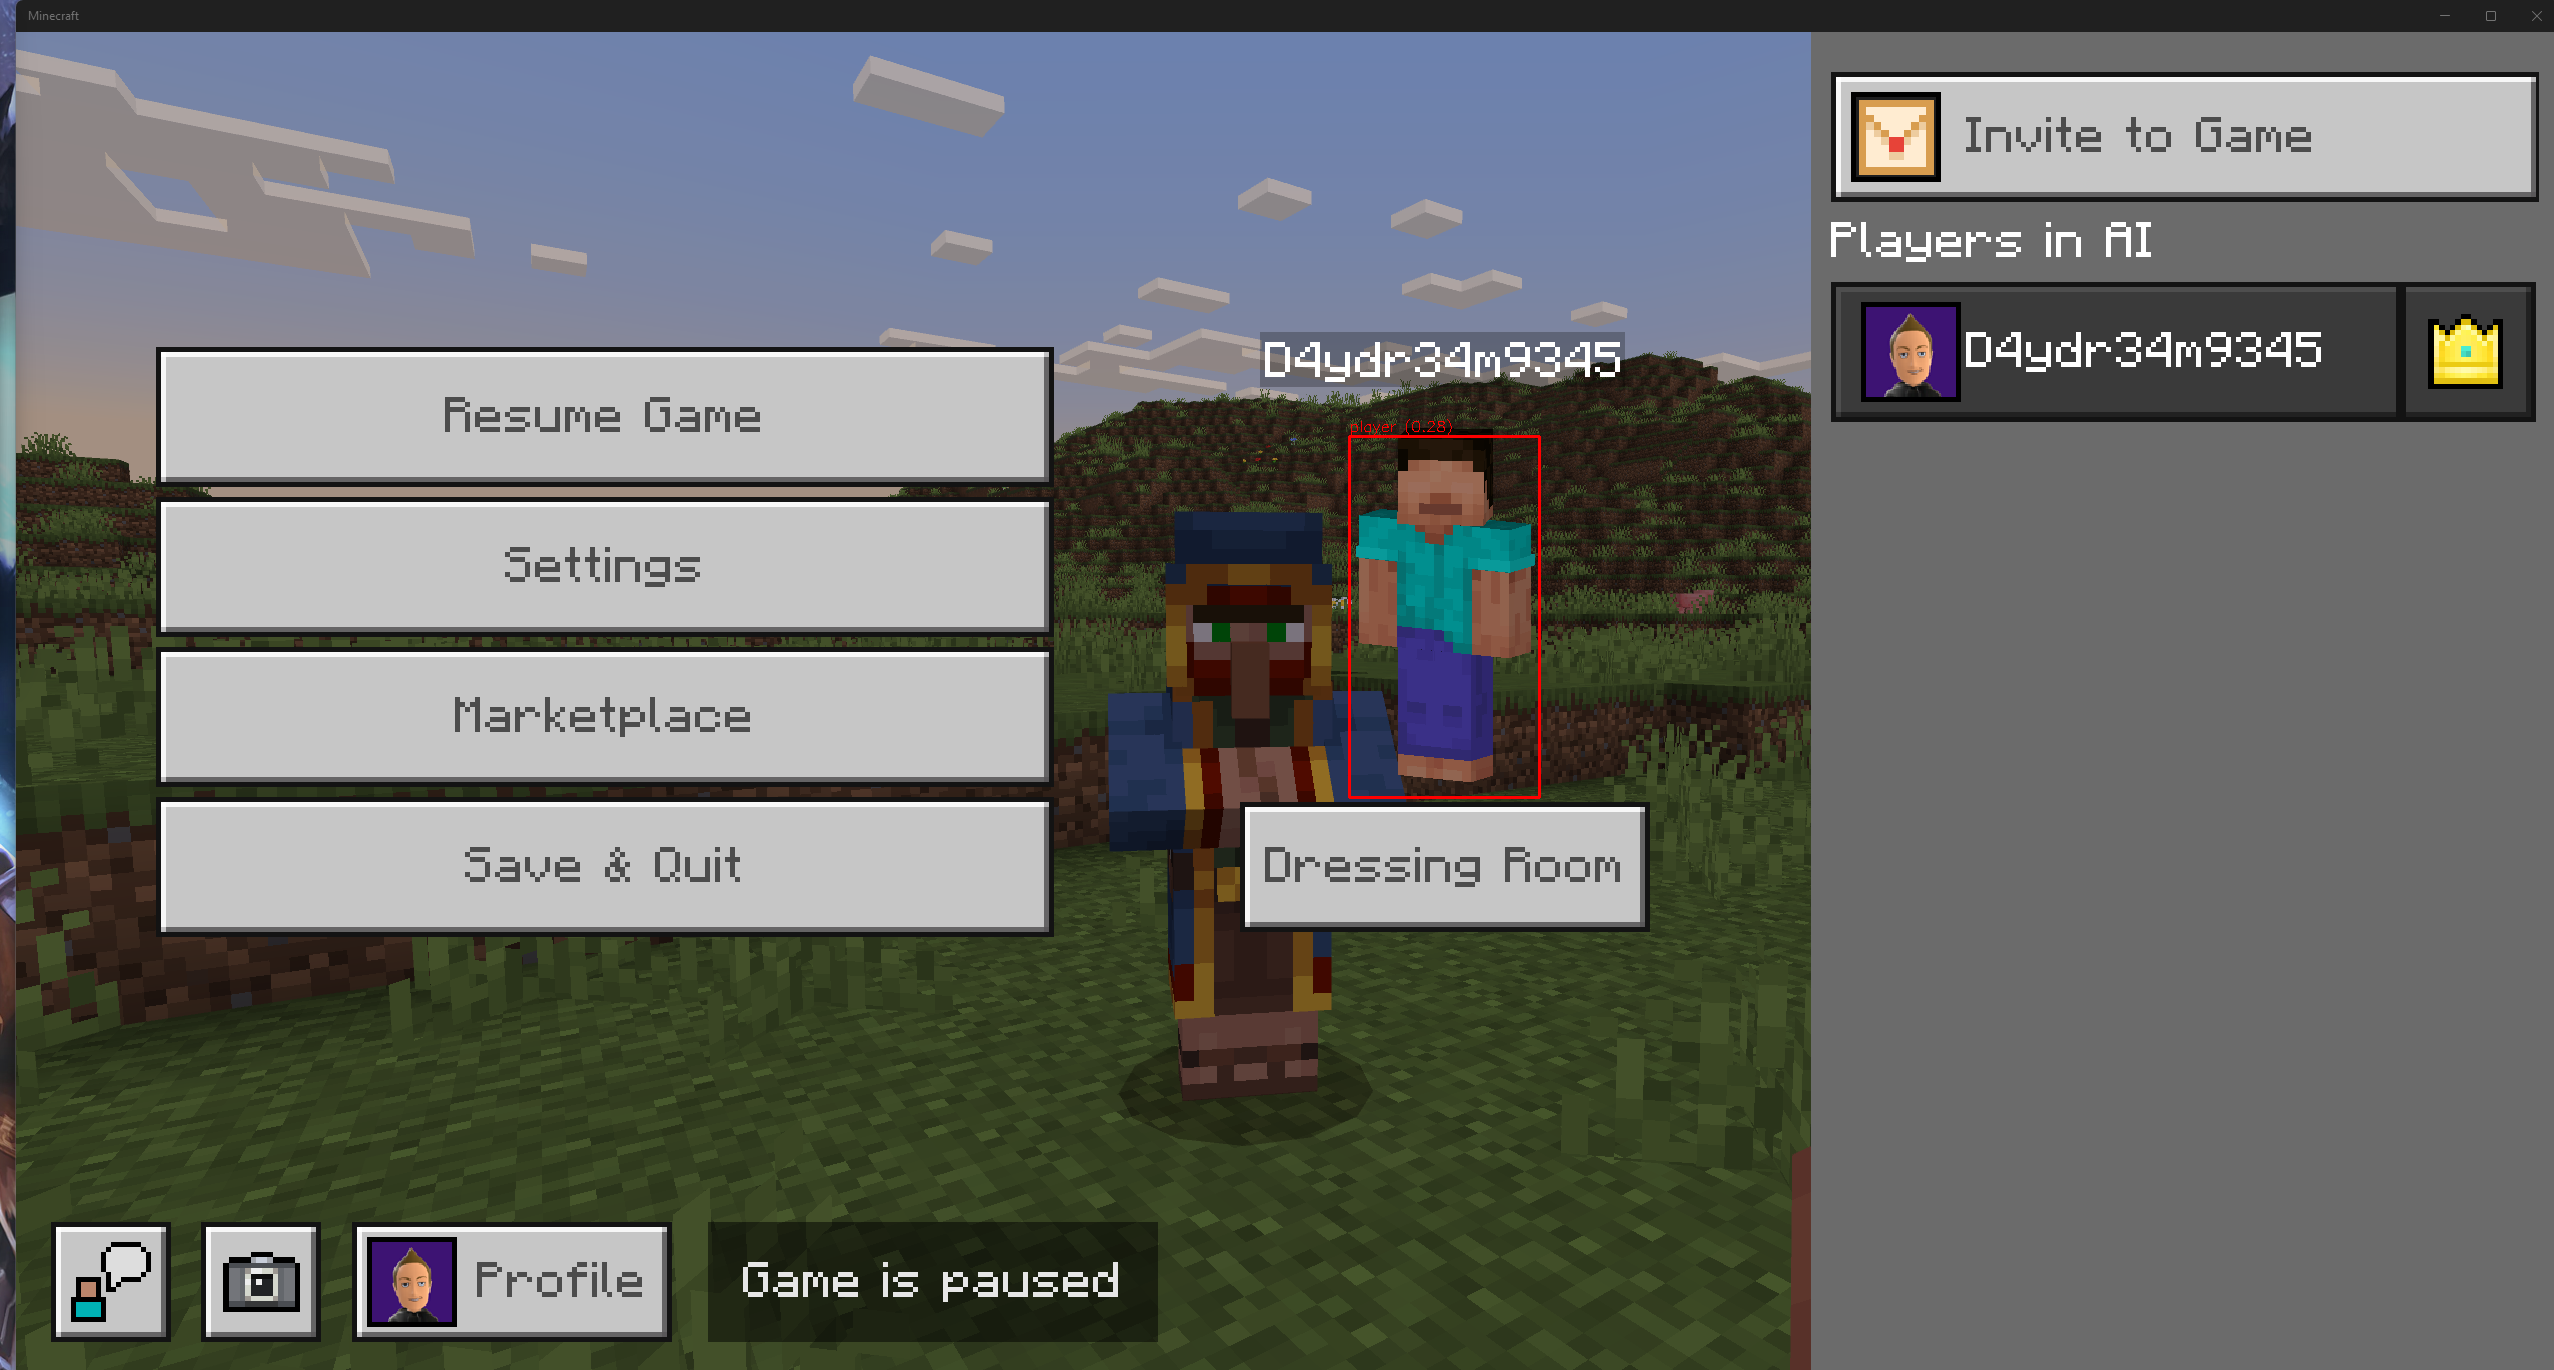 Minecraft
Invite to Game
Players in AI
D4ydr34m9345
D4ydr34m9345
player (0.28)
Resume Game
Settings
Marketplace
Save & Quit
Dressing Room
Profile
Game is paused